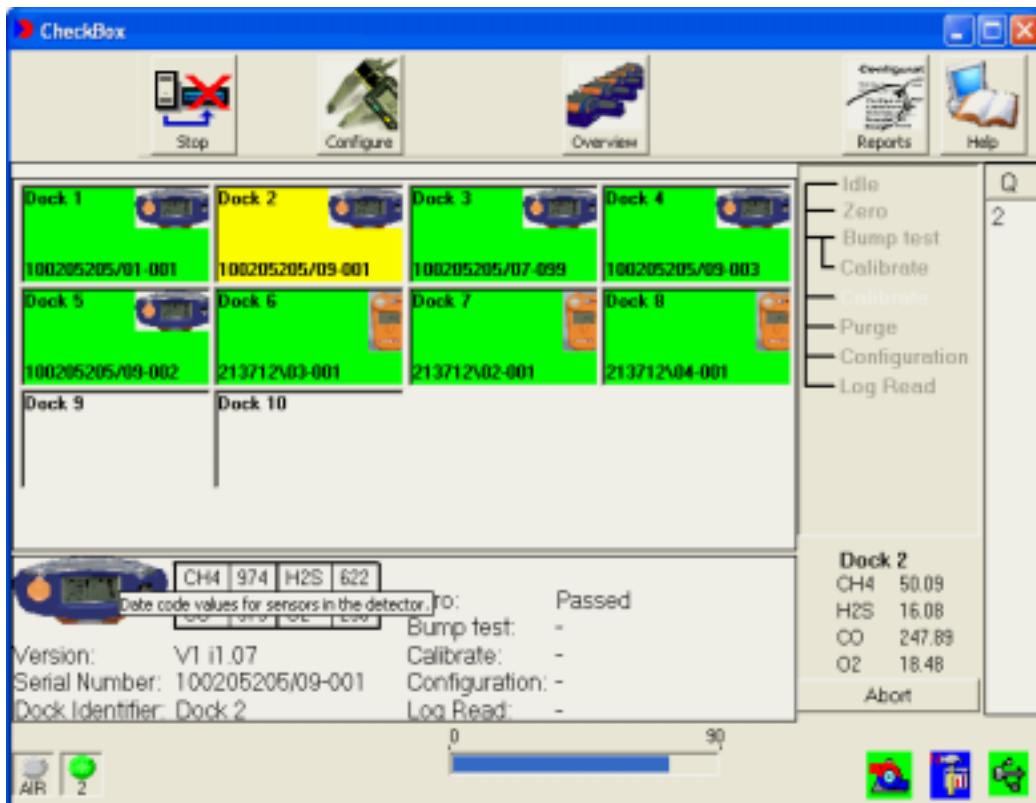 CheckBox
Stop Configure Overview Reports Help
Dock 1 Dock 2 Dock 3 Dock 4
100205205/01-001 100205205/09-001 100205205/07-099 100205205/09-003
Dock 5 Dock 6 Dock 7 Dock 8
100205205/09-002 213712\03-001 213712\02-001 213712\04-001
Dock 9 Dock 10
Idle
Zero
Bump test
Calibrate
Calibrate
Purge
Configuration
Log Read
Q
2
CH4 974 H2S 622
Date code values for sensors in the detector.
ro: Passed
Bump test: -
Version: V1 i1.07 Calibrate: -
Serial Number: 100205205/09-001 Configuration: -
Dock Identifier: Dock 2 Log Read: -
Dock 2
CH4 50.09
H2S 16.08
CO 247.89
O2 18.48
Abort
0 90
AIR 2